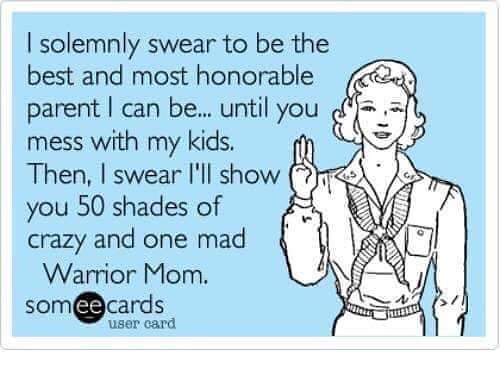 I solemnly swear to be the
best and most honorable
parent I can be... until you
mess with my kids.
Then, I swear I'll show
you 50 shades of
crazy and one mad
Warrior Mom.
someecards
user card